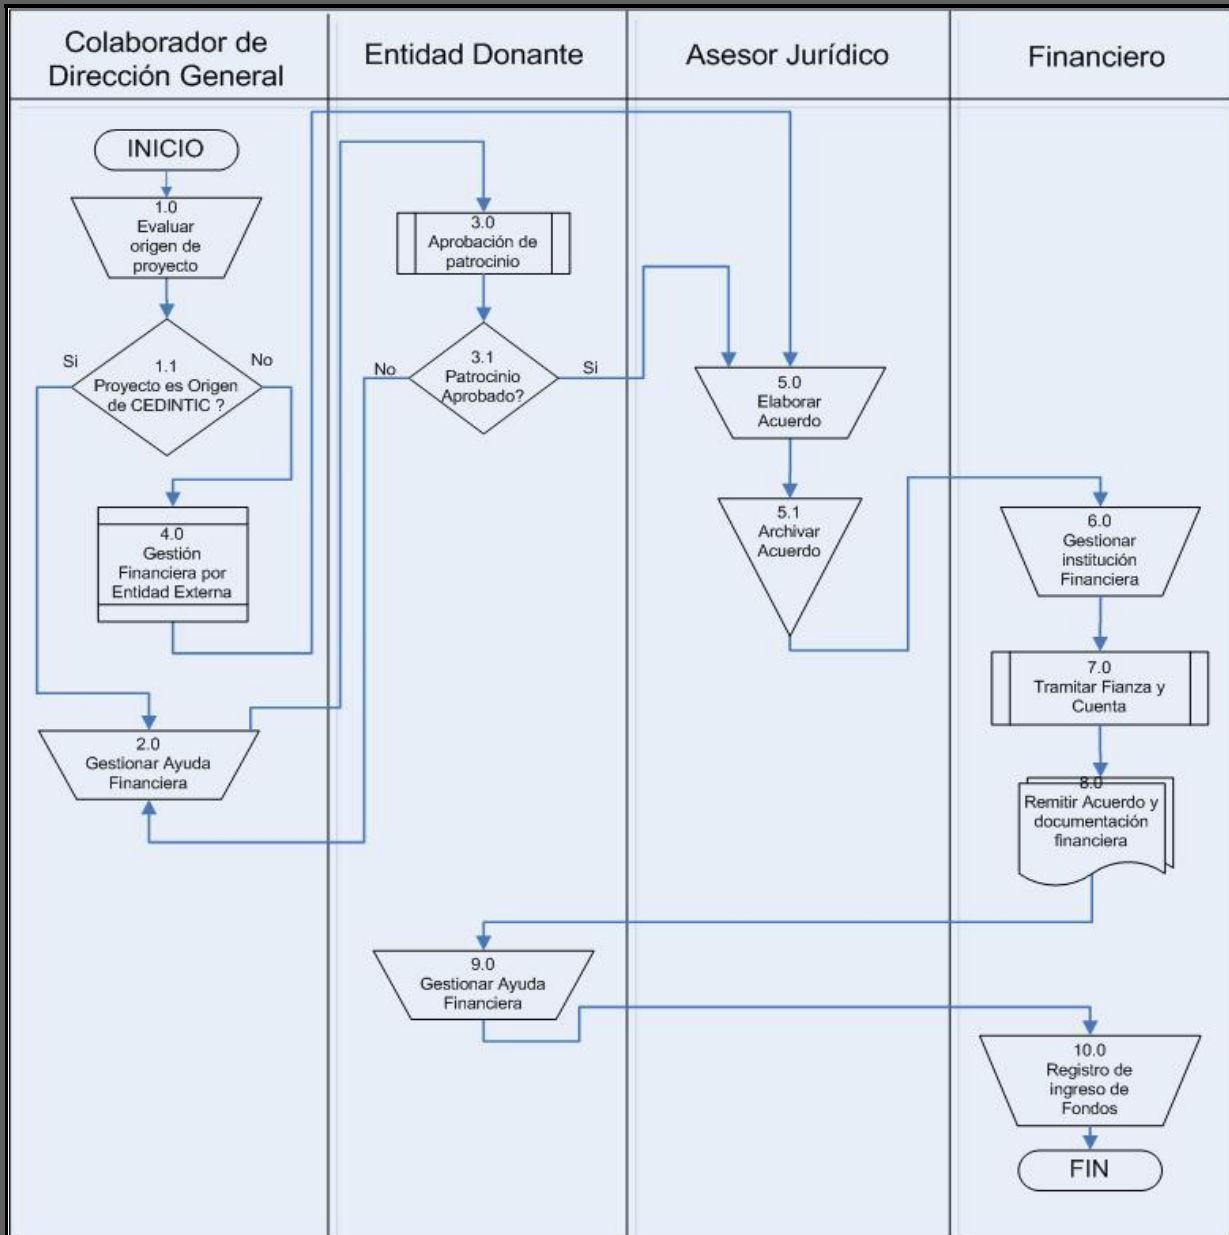 Colaborador de
Dirección General
Entidad Donante
Asesor Jurídico
Financiero
INICIO
1.0
Evaluar
origen de
proyecto
Si
No
1.1
Proyecto es Origen
de CEDINTIC ?
4.0
Gestión
Financiera por
Entidad Externa
2.0
Gestionar Ayuda
Financiera
3.0
Aprobación de
patrocinio
No
3.1
Patrocinio
Aprobado?
Si
5.0
Elaborar
Acuerdo
5.1
Archivar
Acuerdo
6.0
Gestionar
institución
Financiera
7.0
Tramitar Fianza y
Cuenta
8.0
Remitir Acuerdo y
documentación
financiera
9.0
Gestionar Ayuda
Financiera
10.0
Registro de
ingreso de
Fondos
FIN